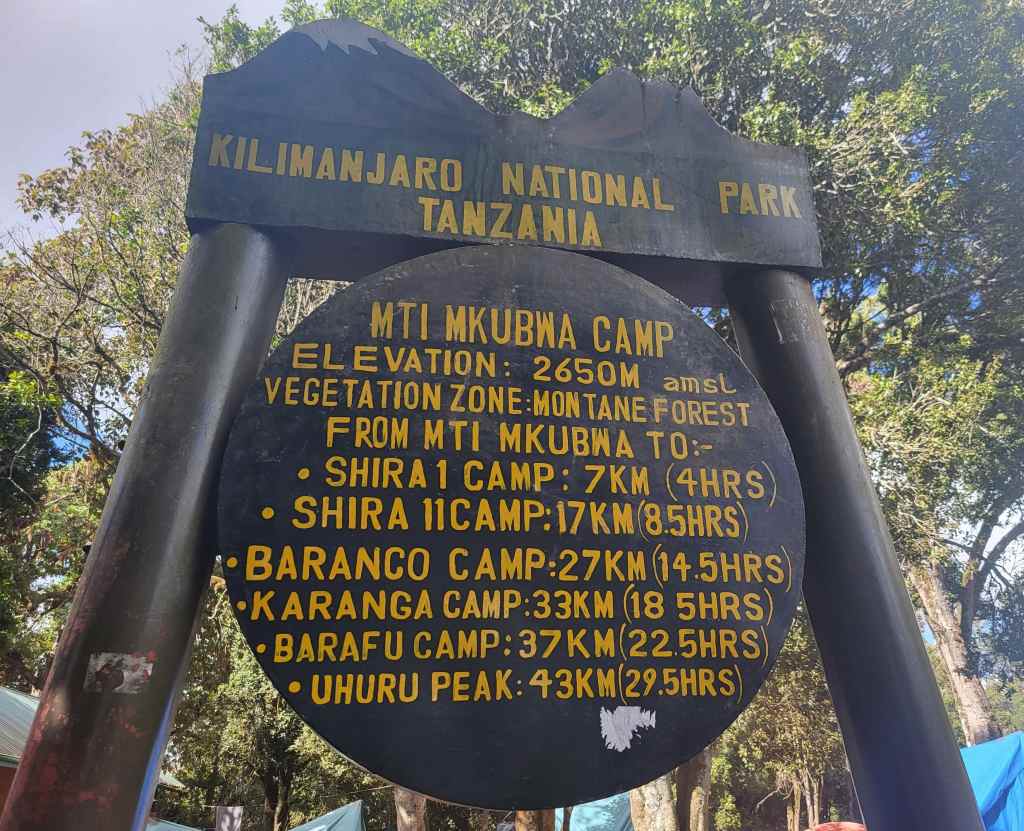 KILIMANJARO NATIONAL PARK
TANZANIA
MTI MKUBWA CAMP
ELEVATION: 2650M amsL
VEGETATION ZONE:MONTANE FOREST
FROM MTI MKUBWA TO:-
• SHIRA 1 CAMP: 7KM (4HRS)
• SHIRA 11CAMP:17KM(8.5HRS)
•BARANCO CAMP:27KM(14.5HRS)
•KARANGA CAMP:33KM(18 5HRS)
•BARAFU CAMP:37KM(22.5HRS)
•UHURU PEAK:43KM(29.5HRS)